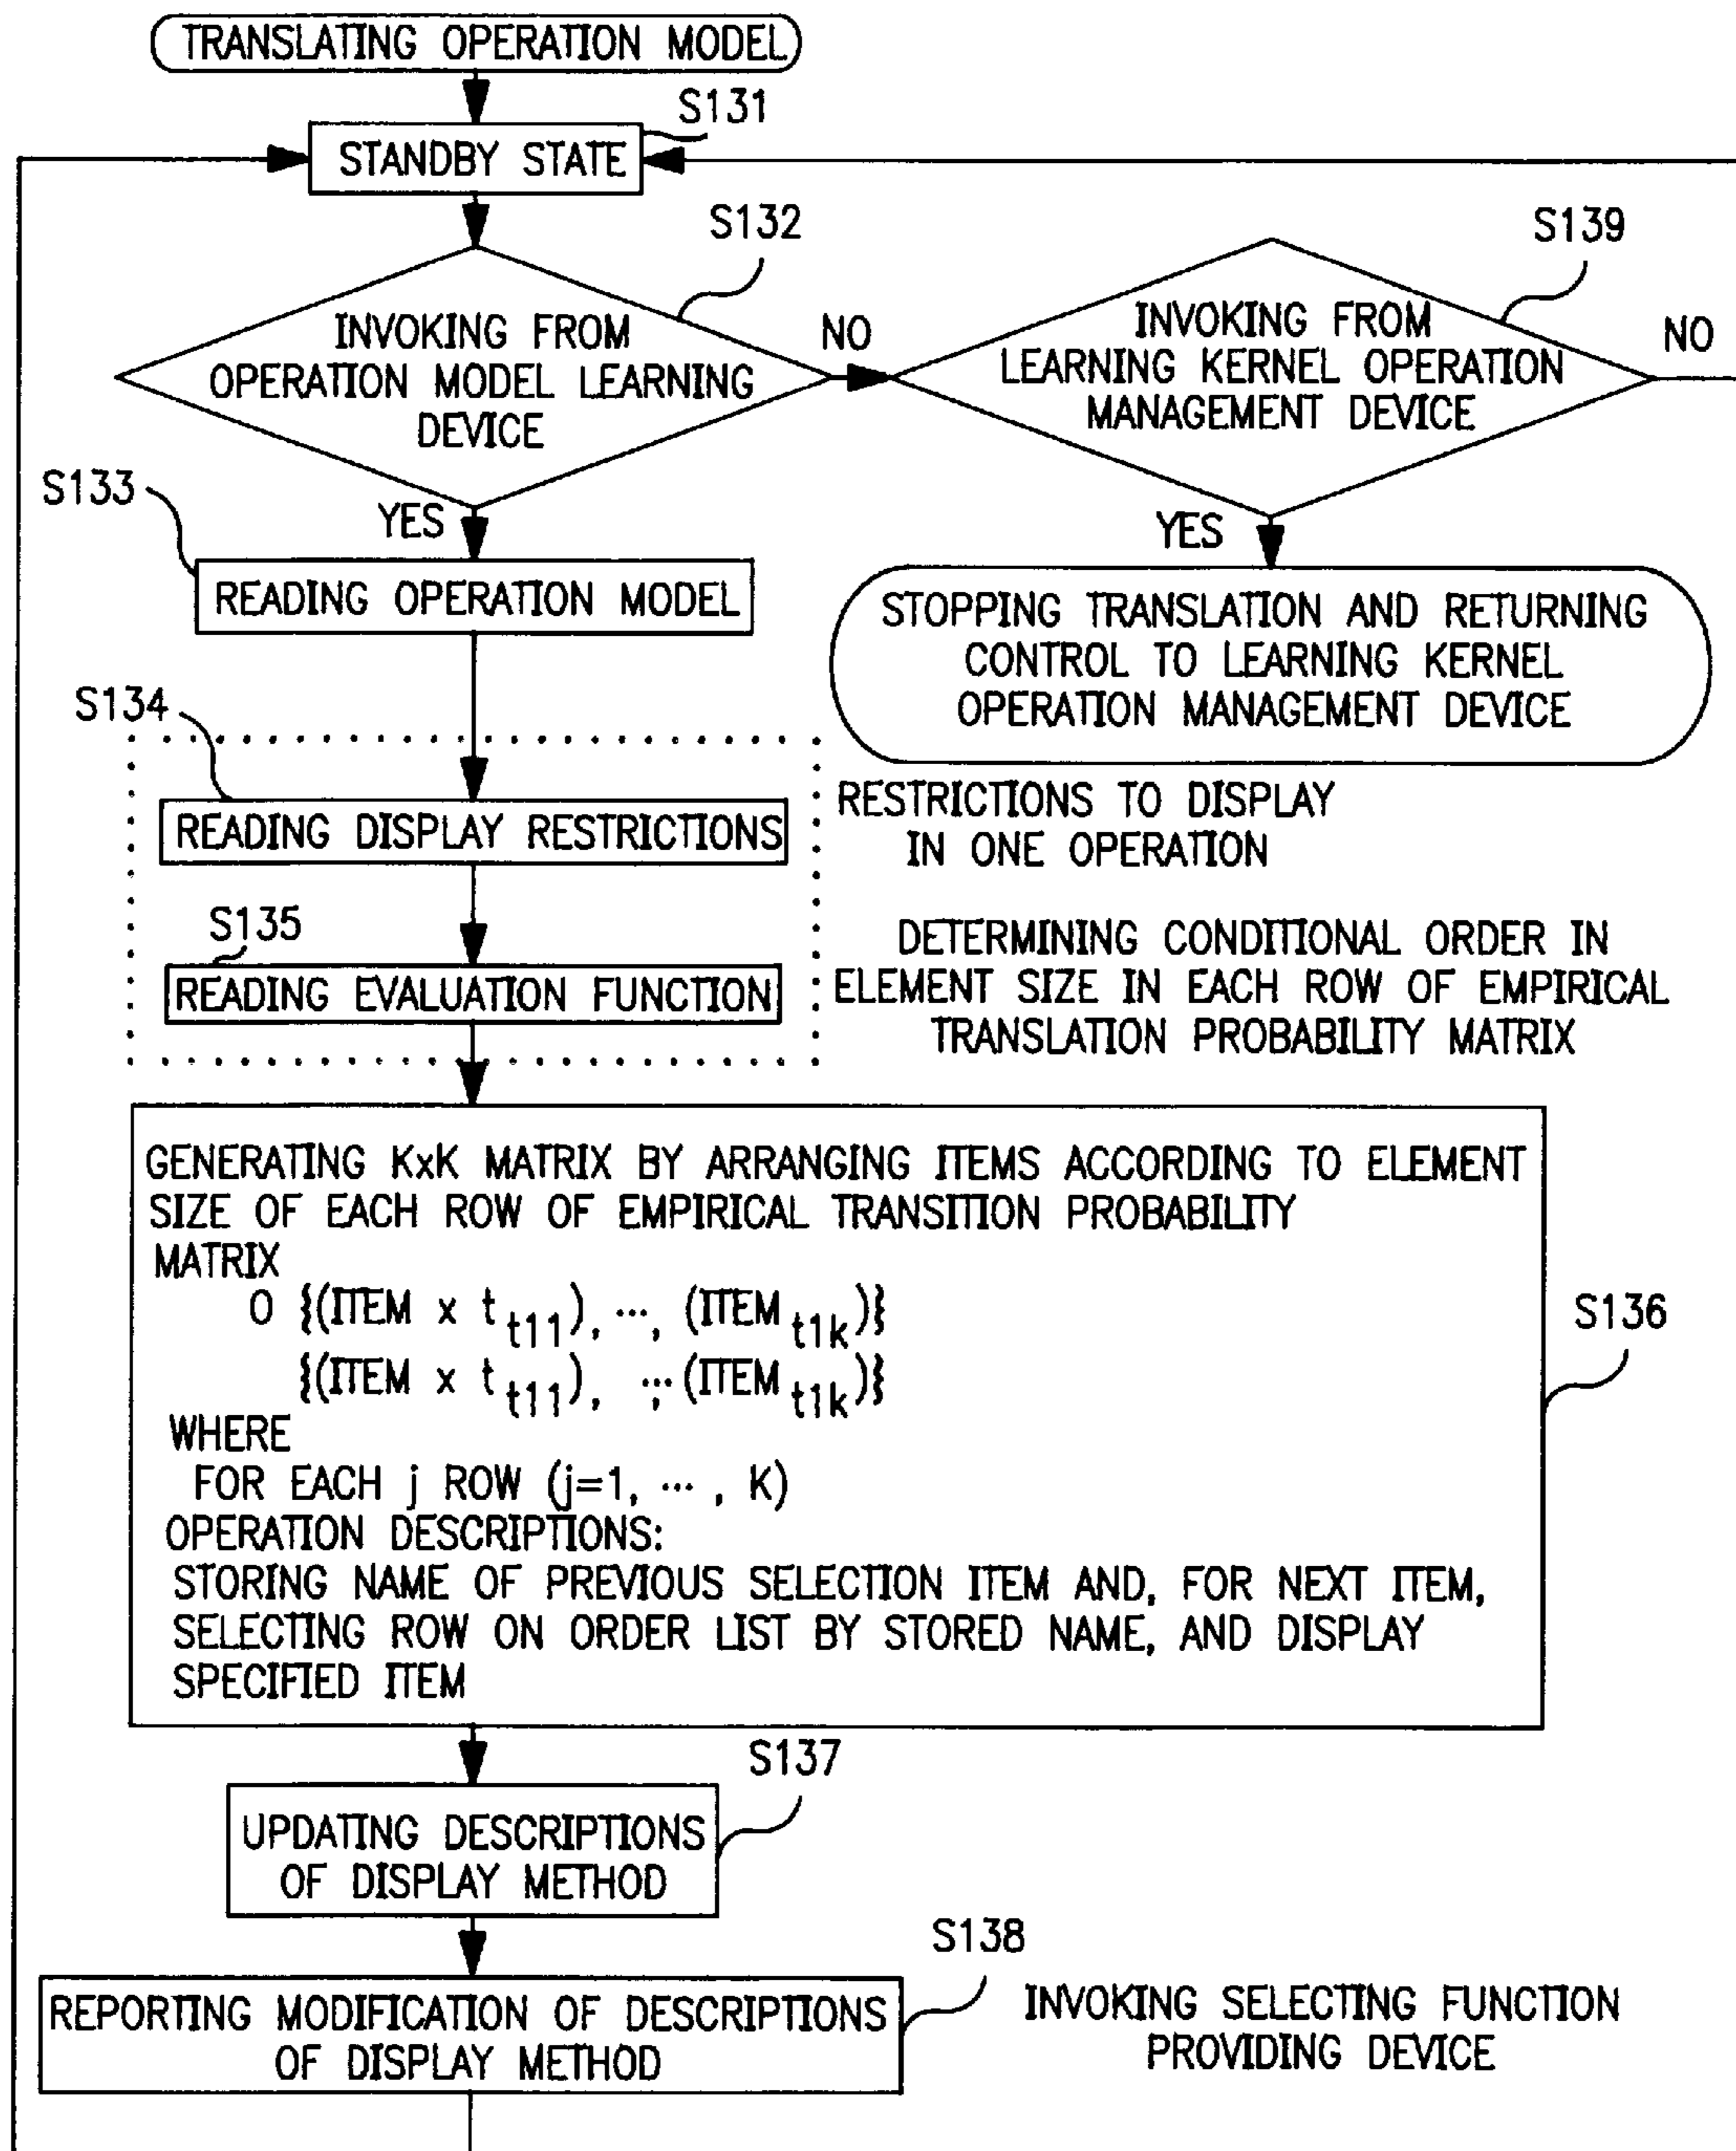 TRANSLATING OPERATION MODEL
S131
STANDBY STATE
S132
INVOKING FROM
OPERATION MODEL LEARNING
DEVICE
NO
YES
S139
INVOKING FROM
LEARNING KERNEL OPERATION
MANAGEMENT DEVICE
NO
YES
STOPPING TRANSLATION AND RETURNING
CONTROL TO LEARNING KERNEL
OPERATION MANAGEMENT DEVICE
S133
READING OPERATION MODEL
S134
READING DISPLAY RESTRICTIONS
RESTRICTIONS TO DISPLAY
IN ONE OPERATION
S135
READING EVALUATION FUNCTION
DETERMINING CONDITIONAL ORDER IN
ELEMENT SIZE IN EACH ROW OF EMPIRICAL
TRANSLATION PROBABILITY MATRIX
GENERATING KxK MATRIX BY ARRANGING ITEMS ACCORDING TO ELEMENT
SIZE OF EACH ROW OF EMPIRICAL TRANSITION PROBABILITY
MATRIX
O {(ITEM x t t11), ..., (ITEM t1k)}
{(ITEM x t t11), ...; (ITEM t1k)}
WHERE
FOR EACH j ROW (j=1, ... , K)
OPERATION DESCRIPTIONS:
STORING NAME OF PREVIOUS SELECTION ITEM AND, FOR NEXT ITEM,
SELECTING ROW ON ORDER LIST BY STORED NAME, AND DISPLAY
SPECIFIED ITEM
S136
S137
UPDATING DESCRIPTIONS
OF DISPLAY METHOD
S138
REPORTING MODIFICATION OF DESCRIPTIONS
OF DISPLAY METHOD
INVOKING SELECTING FUNCTION
PROVIDING DEVICE